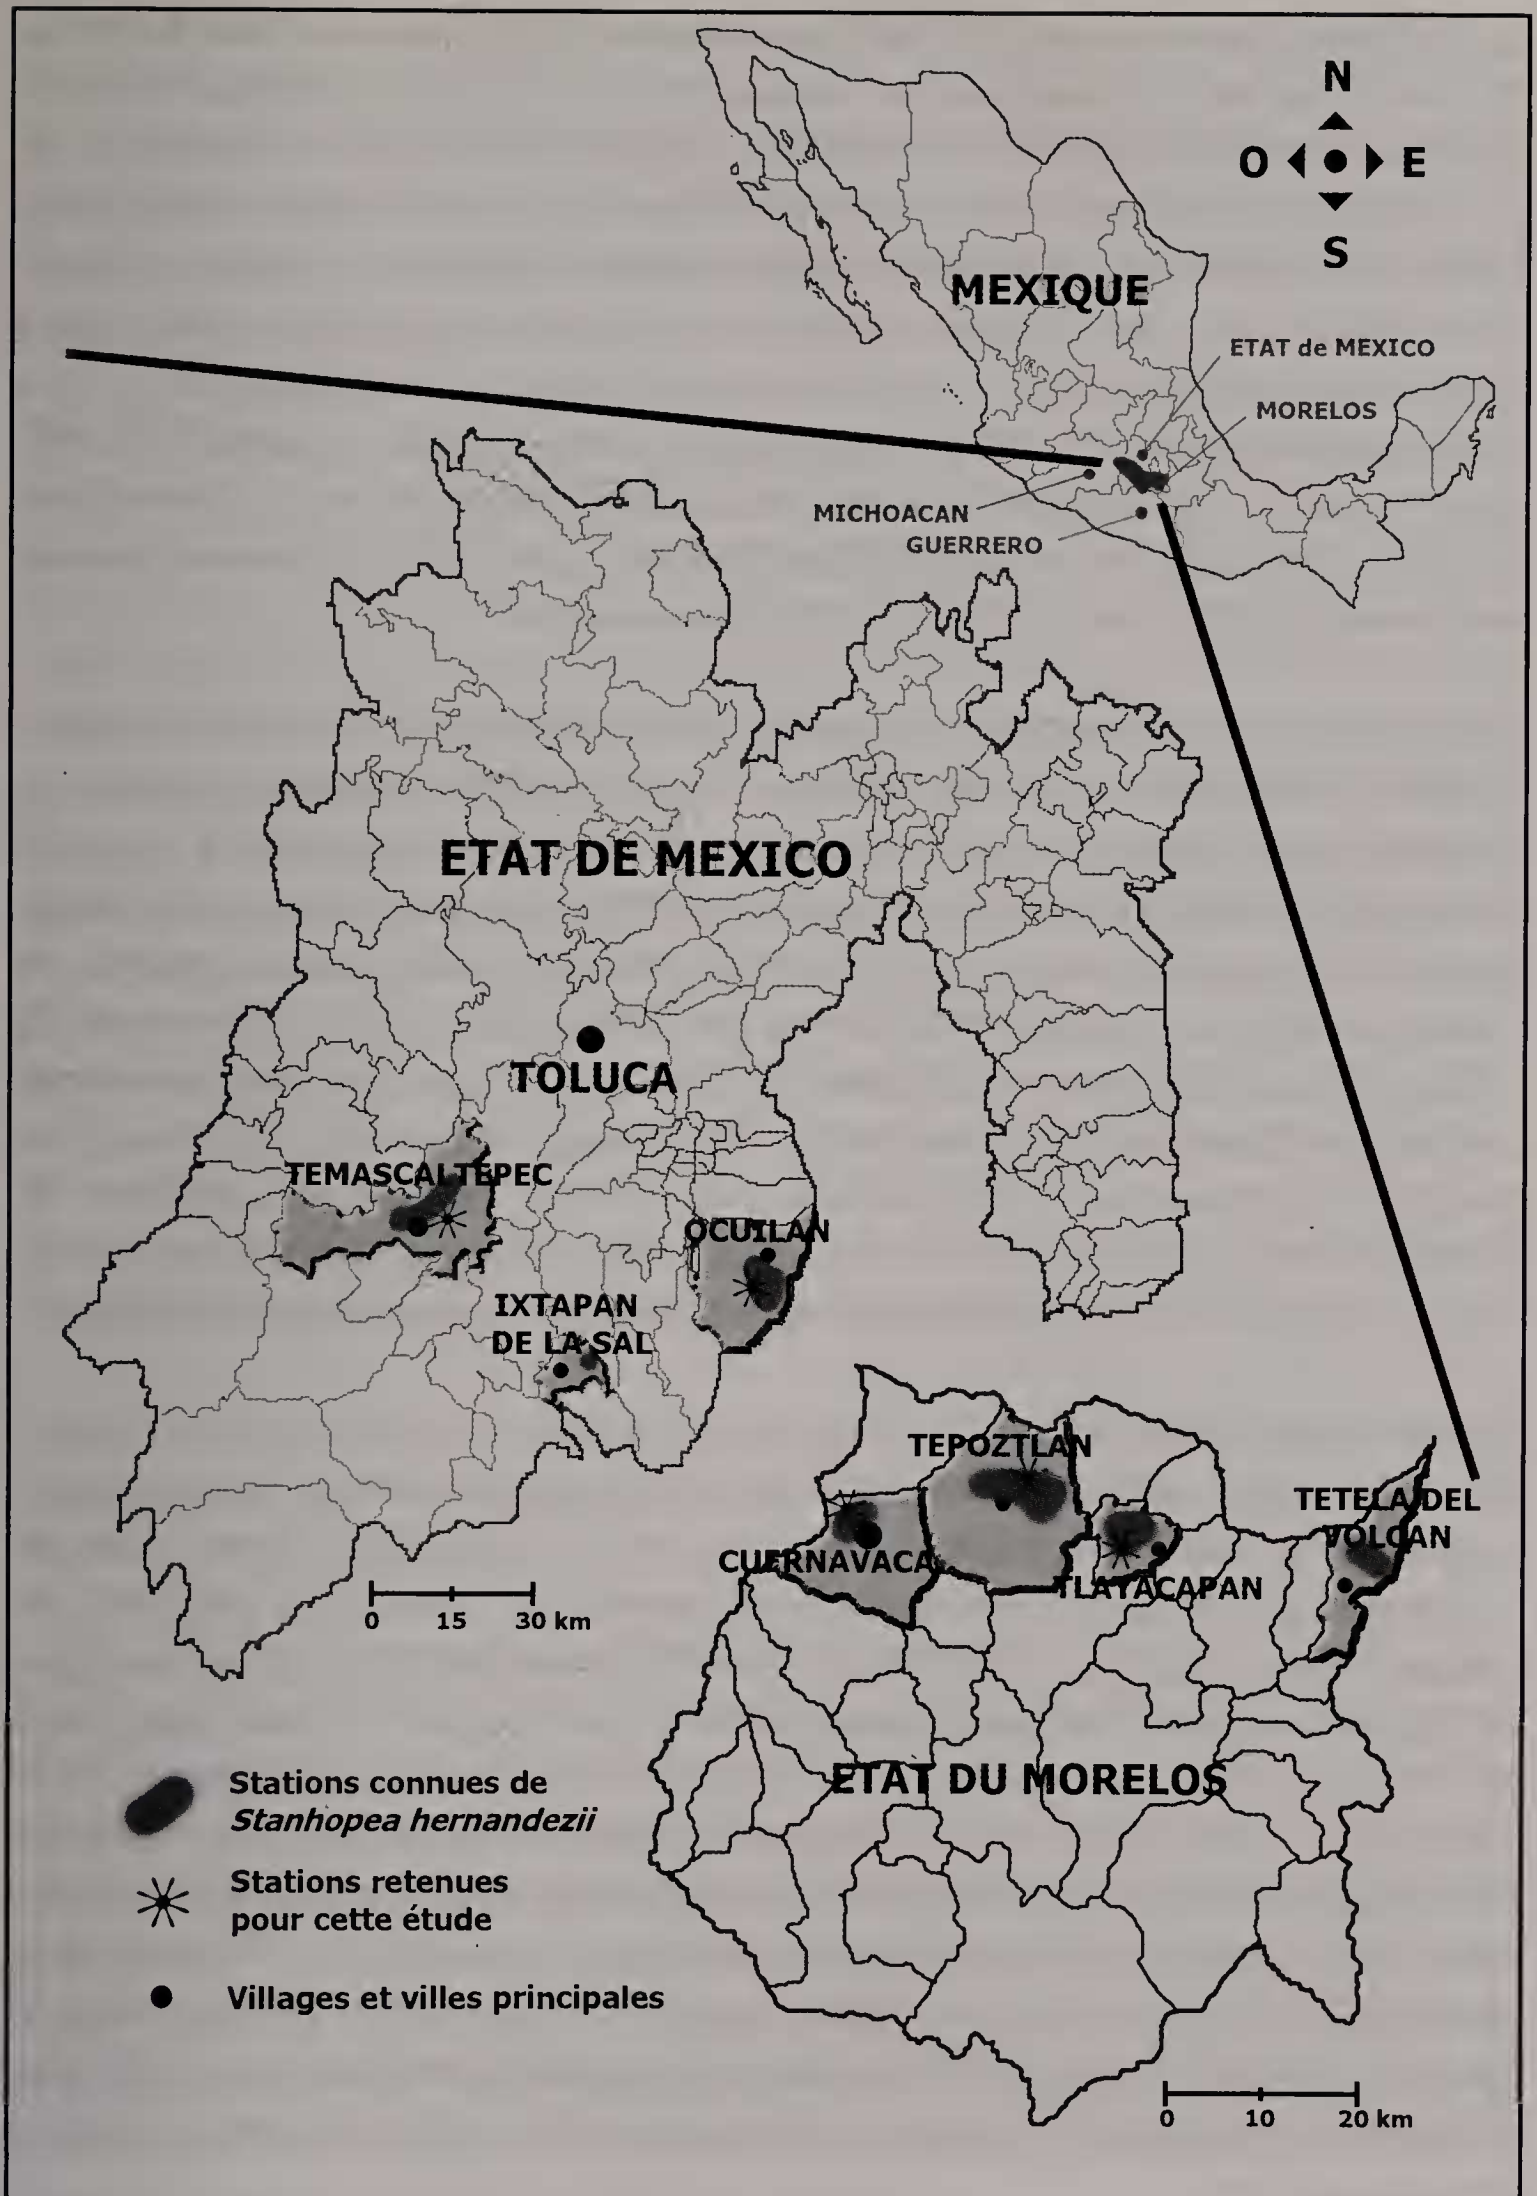 N
O E
S
MEXIQUE
ETAT de MEXICO
MORELOS
MICHOACAN
GUERRERO
ETAT DE MEXICO
TOLUCA
TEMASCALTEPEC
OCUILAN
IXTAPAN
DE LA SAL
TEPOZTLAN
TETELA DEL
VOLCAN
CUERNAVACA
TLAYACAPAN
0 15 30 km
ETAT DU MORELOS
Stations connues de
Stanhopea hernandezii
Stations retenues
pour cette étude
Villages et villes principales
0 10 20 km